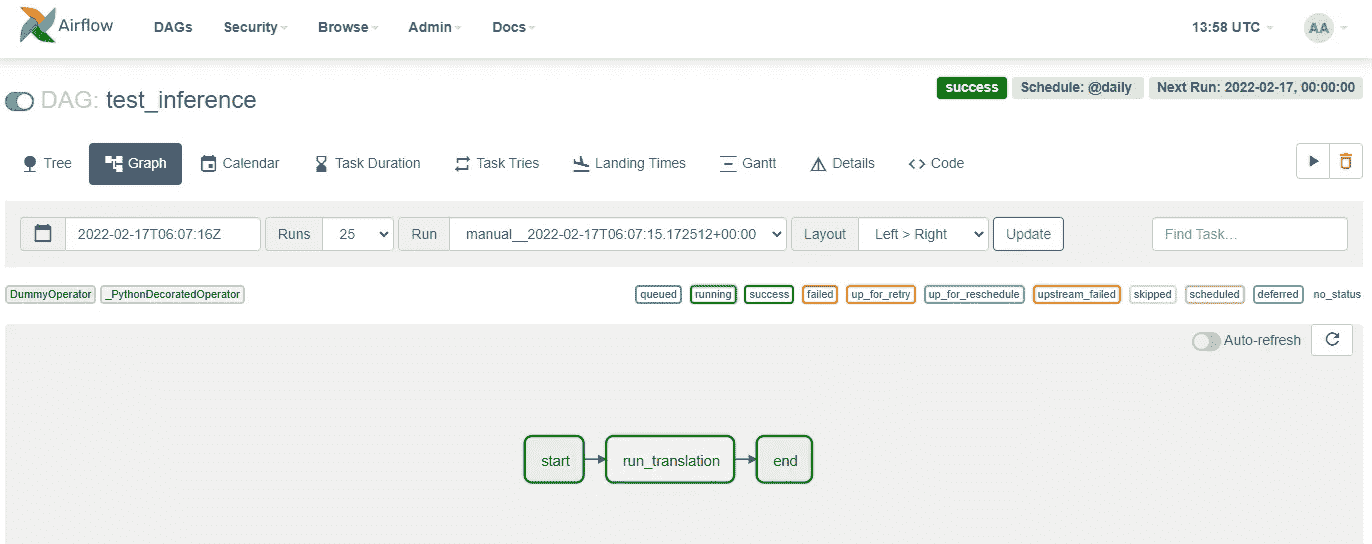 Airflow DAGs Security Browse Admin Docs 13:58 UTC AA
DAG: test_inference success Schedule: @daily Next Run: 2022-02-17, 00:00:00
Tree Graph Calendar Task Duration Task Tries Landing Times Gantt Details <> Code
2022-02-17T06:07:16Z Runs 25 Run manual__2022-02-17T06:07:15.172512+00:00 Layout Left > Right Update Find Task...
DummyOperator _PythonDecoratedOperator queued running success failed up_for_retry up_for_reschedule upstream_failed skipped scheduled deferred no_status
Auto-refresh
start run_translation end